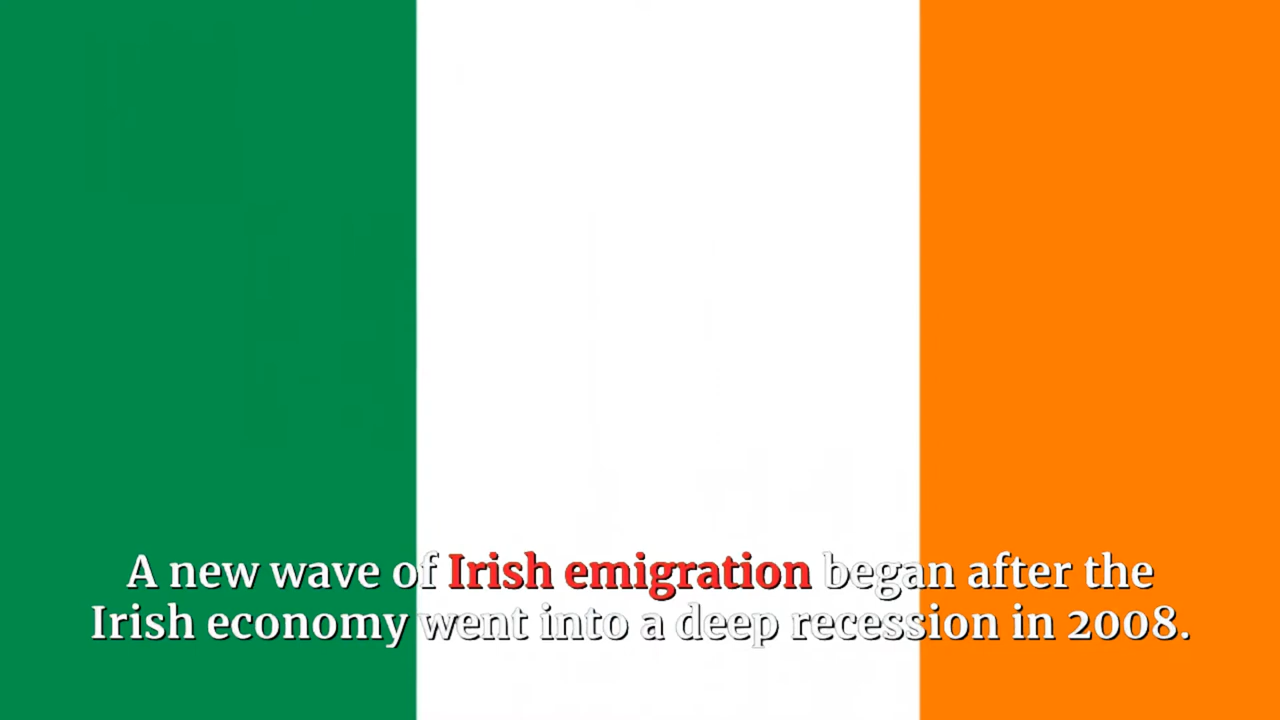 A new wave of Irish emigration began after the
Irish economy went into a deep recession in 2008.